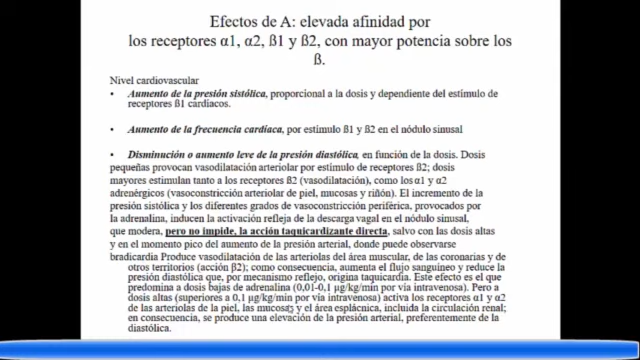 Efectos de A: elevada afinidad por
los receptores α1, α2, ß1 y ß2, con mayor potencia sobre los
ß.
Nivel cardiovascular
• Aumento de la presión sistólica, proporcional a la dosis y dependiente del estímulo de
receptores ß1 cardíacos.
• Aumento de la frecuencia cardíaca, por estímulo ß1 y ß2 en el nódulo sinusal
• Disminución o aumento leve de la presión diastólica, en función de la dosis. Dosis
pequeñas provocan vasodilatación arteriolar por estímulo de receptores ß2; dosis
mayores estimulan tanto a los receptores ß2 (vasodilatación), como los α1 y α2
adrenérgicos (vasoconstricción arteriolar de piel, mucosas y riñón). El incremento de la
presión sistólica y los diferentes grados de vasoconstricción periférica, provocados por
la adrenalina, inducen la activación refleja de la descarga vagal en el nódulo sinusal,
que modera, pero no impide, la acción taquicardizante directa, salvo con las dosis altas
y en el momento pico del aumento de la presión arterial, donde puede observarse
bradicardia Produce vasodilatación de las arteriolas del área muscular, de las coronarias y de
otros territorios (acción ß2); como consecuencia, aumenta el flujo sanguíneo y reduce la
presión diastólica que, por mecanismo reflejo, origina taquicardia. Este efecto es el que
predomina a dosis bajas de adrenalina (0,01-0,1 µg/kg/min por vía intravenosa). Pero a
dosis altas (superiores a 0,1 µg/kg/min por vía intravenosa) activa los receptores α1 y α2
de las arteriolas de la piel, las mucosas y el área esplácnica, incluida la circulación renal;
en consecuencia, se produce una elevación de la presión arterial, preferentemente de la
diastólica.